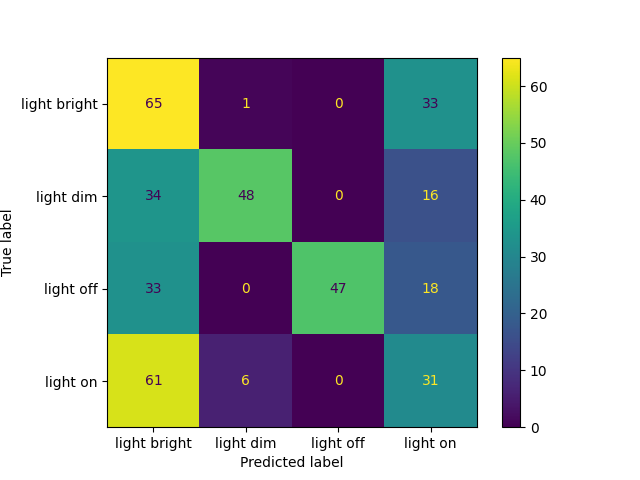 light bright 65 1 0 33
light dim 34 48 0 16
light off 33 0 47 18
light on 61 6 0 31
light bright light dim light off light on
Predicted label
True label
60
50
40
30
20
10
0